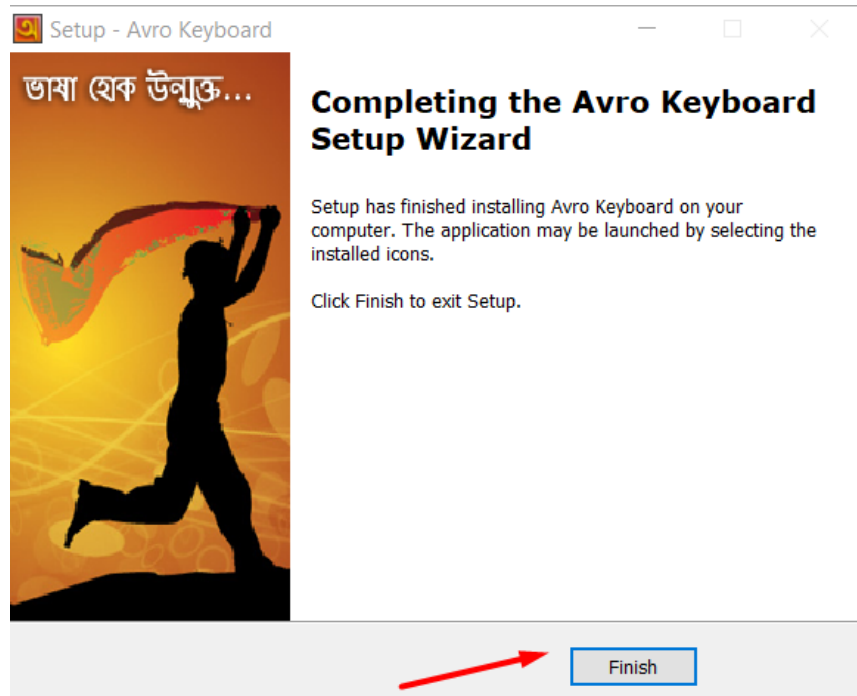 Setup - Avro Keyboard
ভাষা হোক উন্মুক্ত...
Completing the Avro Keyboard
Setup Wizard
Setup has finished installing Avro Keyboard on your
computer. The application may be launched by selecting the
installed icons.
Click Finish to exit Setup.
Finish